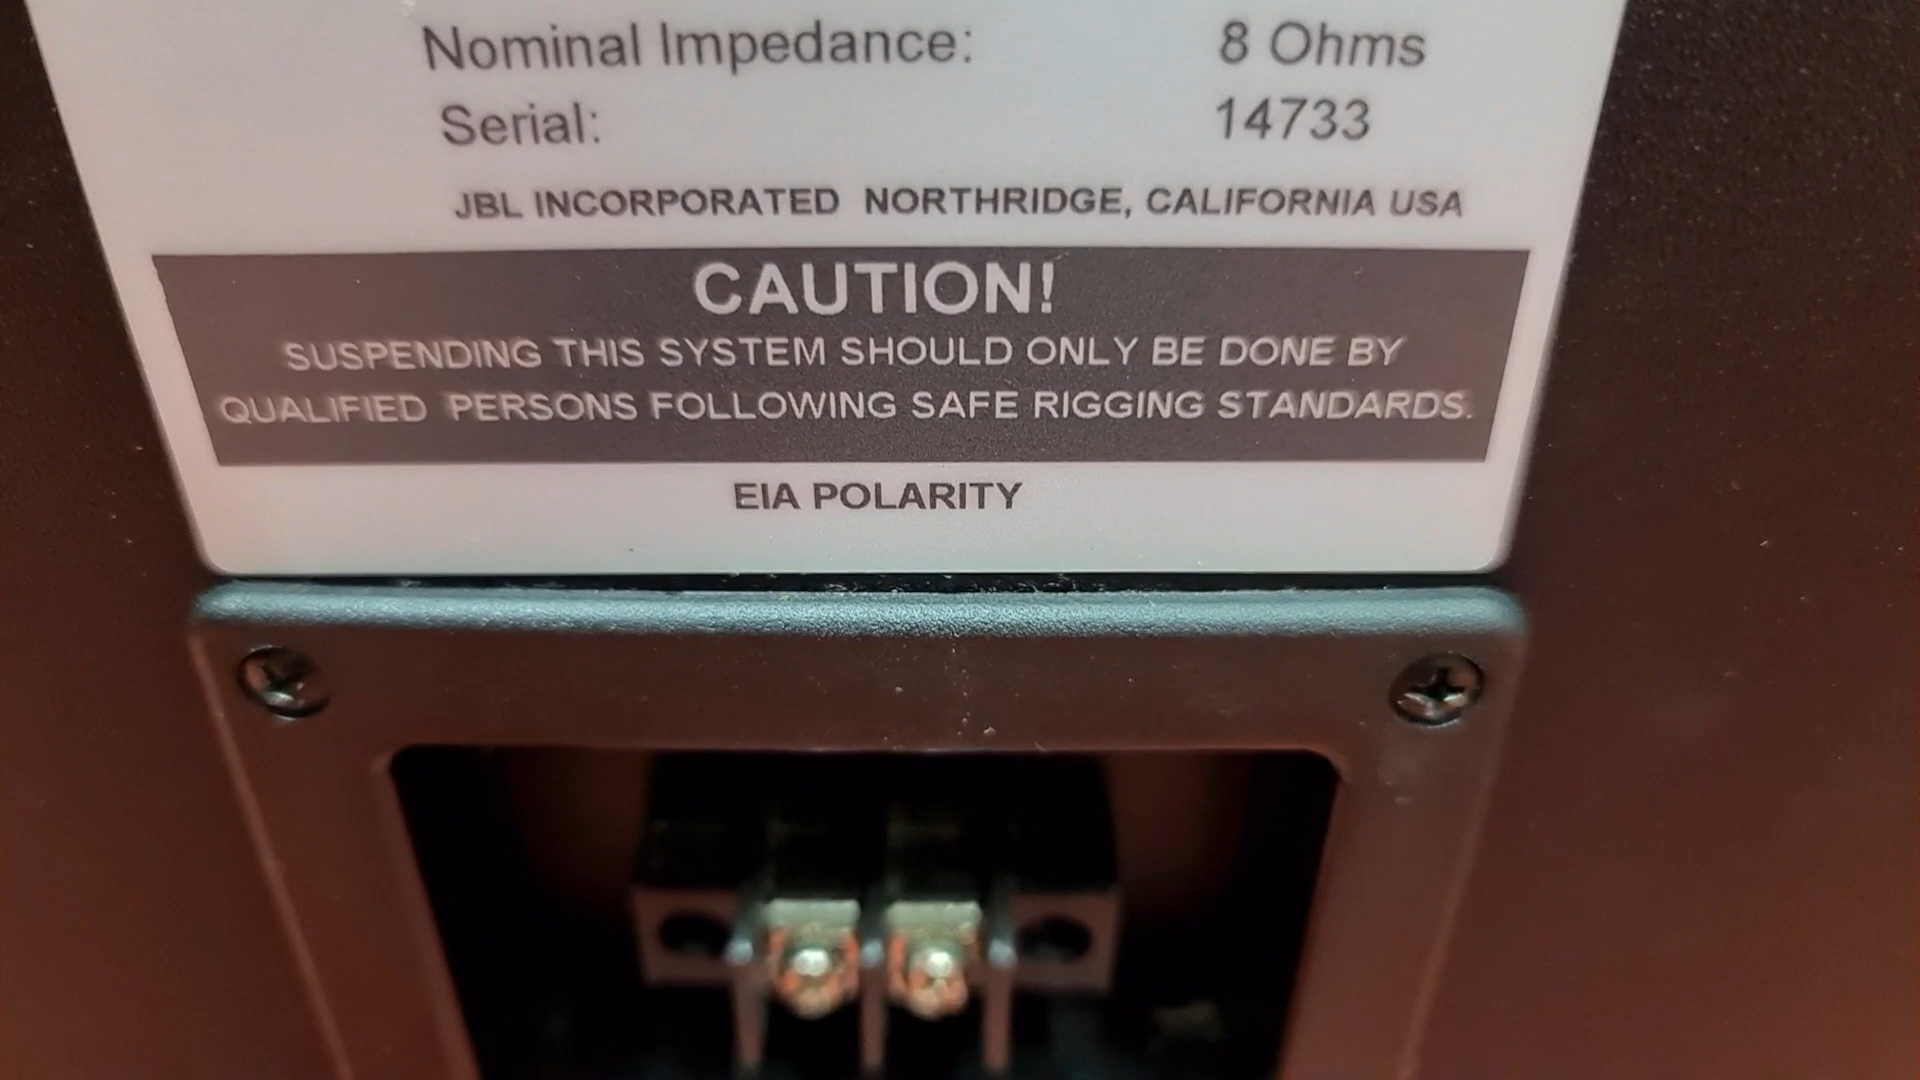 Nominal Impedance: 8 Ohms
Serial: 14733
JBL INCORPORATED NORTHRIDGE, CALIFORNIA USA
CAUTION!
SUSPENDING THIS SYSTEM SHOULD ONLY BE DONE BY
QUALIFIED PERSONS FOLLOWING SAFE RIGGING STANDARDS.
EIA POLARITY